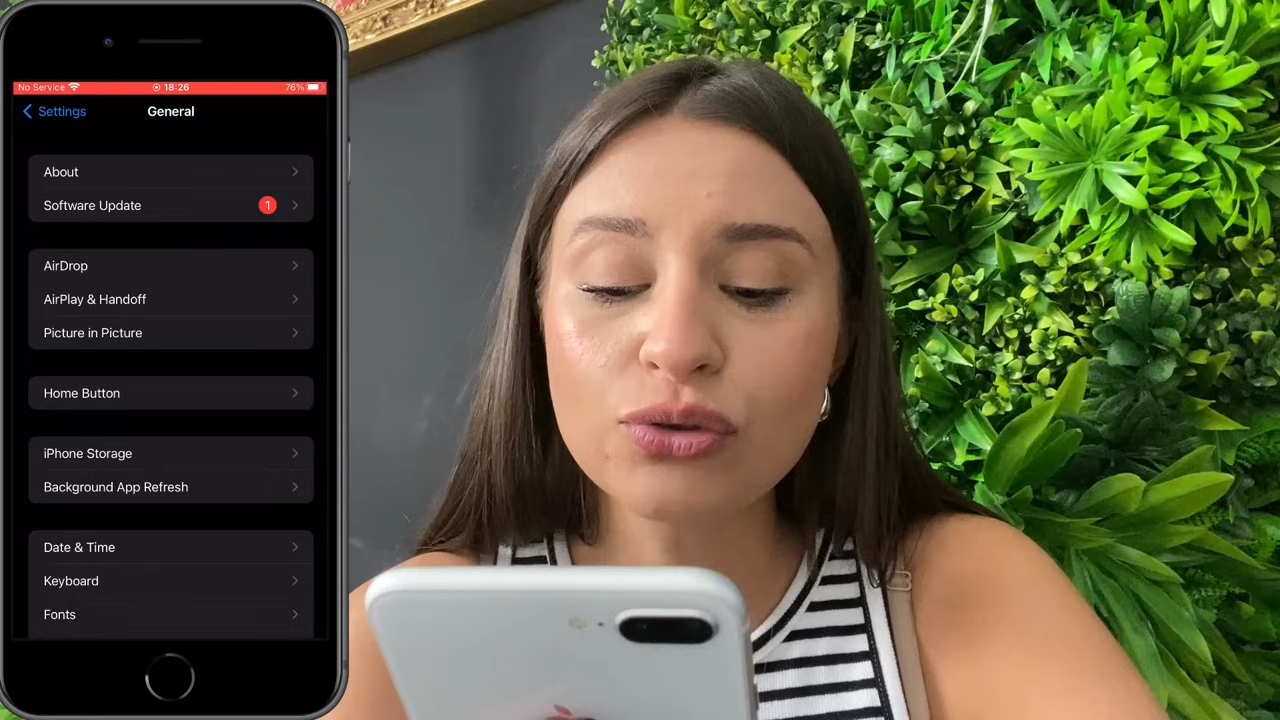 No Service 18:26 76%
Settings General
About
Software Update 1
AirDrop
AirPlay & Handoff
Picture in Picture
Home Button
iPhone Storage
Background App Refresh
Date & Time
Keyboard
Fonts